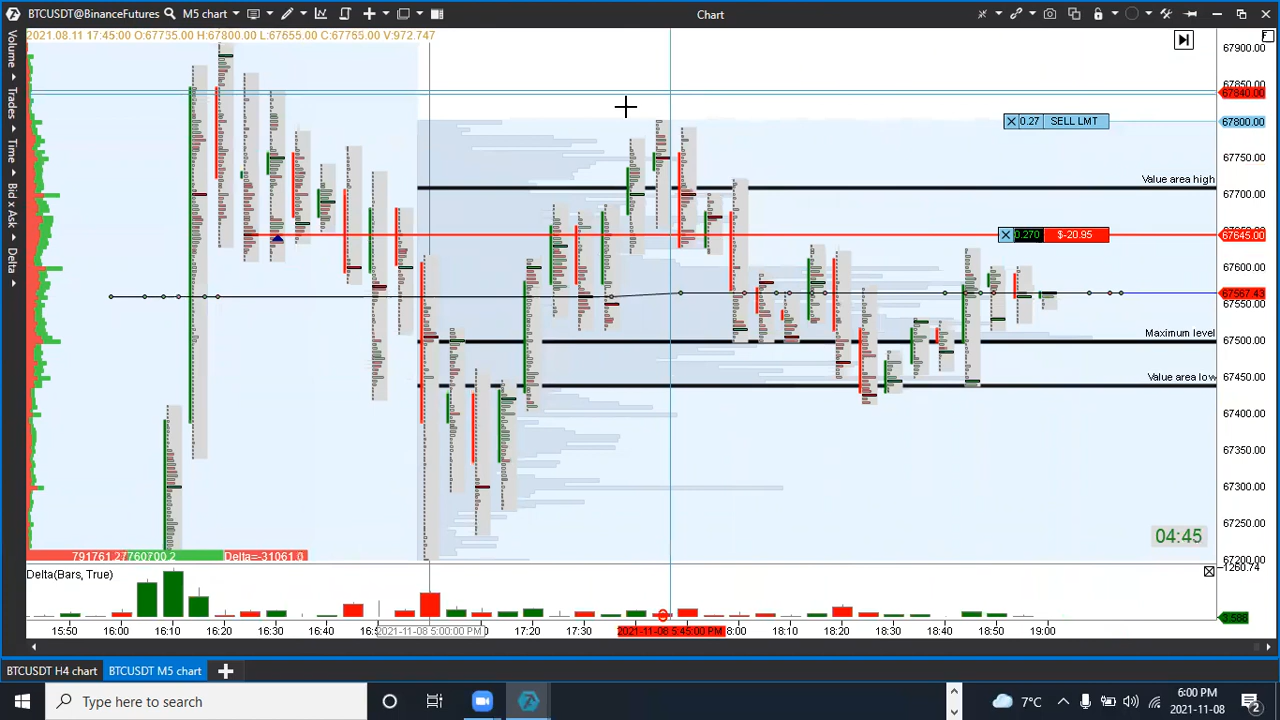 BTCUSDT@BinanceFutures M5 chart Chart
2021.08.11 17:45:00 O:67735.00 H:67800.00 L:67655.00 C:67765.00 V:972.747
Volume
Trades
Time
Bid x Ask
Delta
67900.00
67850.00
67840.00
0.27 SELL LMT 67800.00
67750.00
Value area high
67700.00
0.270 $-20.95 67645.00
67600.00
67567.43
67550.00
Maximum level
67500.00
Value area low
67450.00
67400.00
67350.00
67300.00
67250.00
04:45
67200.00
Delta=-31061.0
Delta(Bars, True)
-1260.74
3.588
15:50 16:00 16:10 16:20 16:30 16:40 2021-11-08 5:00:00 PM 17:20 17:30 2021-11-08 5:45:00 PM 18:10 18:20 18:30 18:40 18:50 19:00
BTCUSDT H4 chart BTCUSDT M5 chart
Type here to search 7°C 6:00 PM
2021-11-08
2